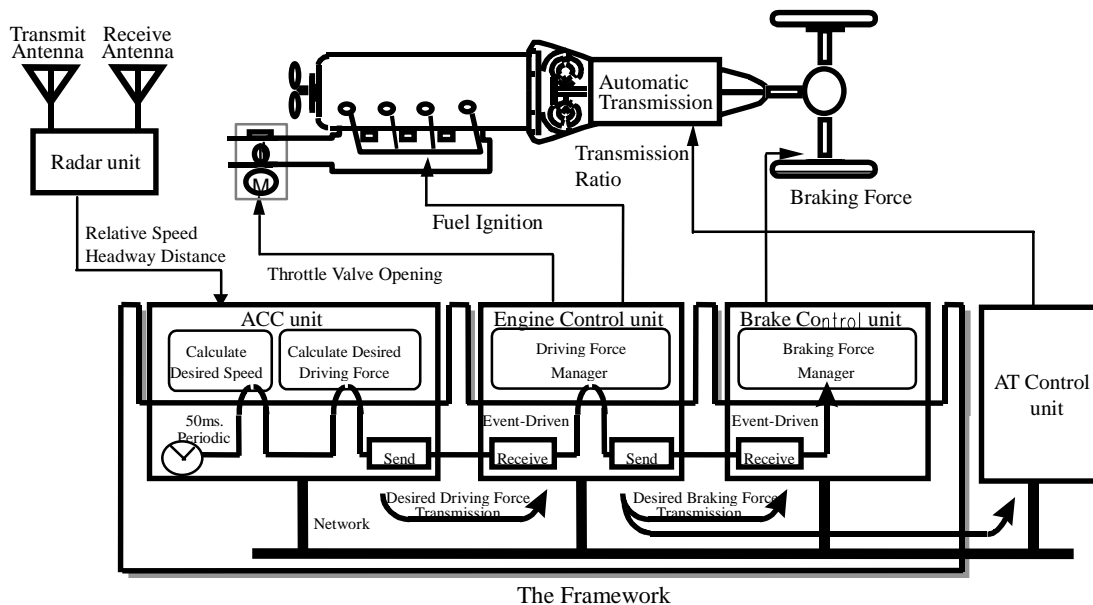 Transmit
Antenna
Receive
Antenna
Radar unit
Automatic
Transmission
Transmission
Ratio
Braking Force
M
Fuel Ignition
Relative Speed
Headway Distance
Throttle Valve Opening
ACC unit
Calculate
Desired Speed
Calculate Desired
Driving Force
50ms.
Periodic
Send
Engine Control unit
Driving Force
Manager
Event-Driven
Receive
Send
Brake Control unit
Braking Force
Manager
Event-Driven
Receive
AT Control
unit
Desired Driving Force
Transmission
Desired Braking Force
Transmission
Network
The Framework